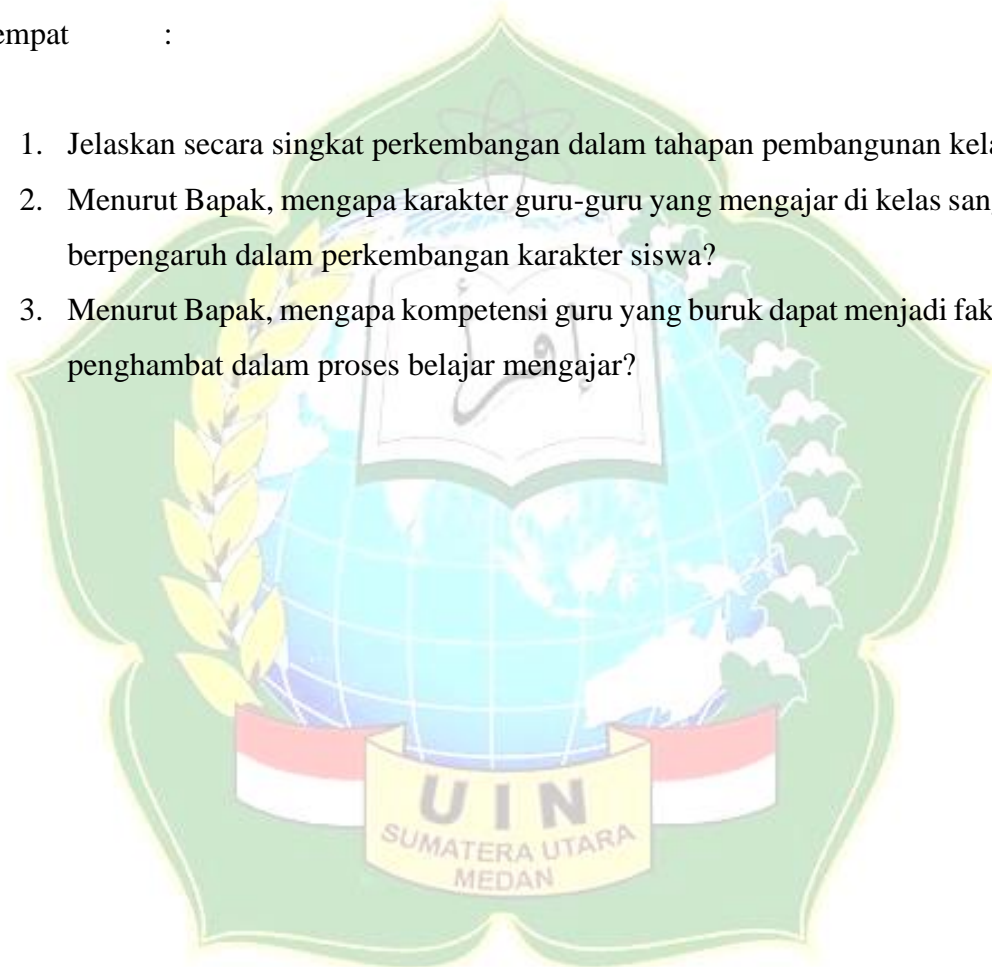 empat :
1. Jelaskan secara singkat perkembangan dalam tahapan pembangunan kela
2. Menurut Bapak, mengapa karakter guru-guru yang mengajar di kelas san
berpengaruh dalam perkembangan karakter siswa?
3. Menurut Bapak, mengapa kompetensi guru yang buruk dapat menjadi fak
penghambat dalam proses belajar mengajar?
إقرأ
UIN
SUMATERA UTARA
MEDAN